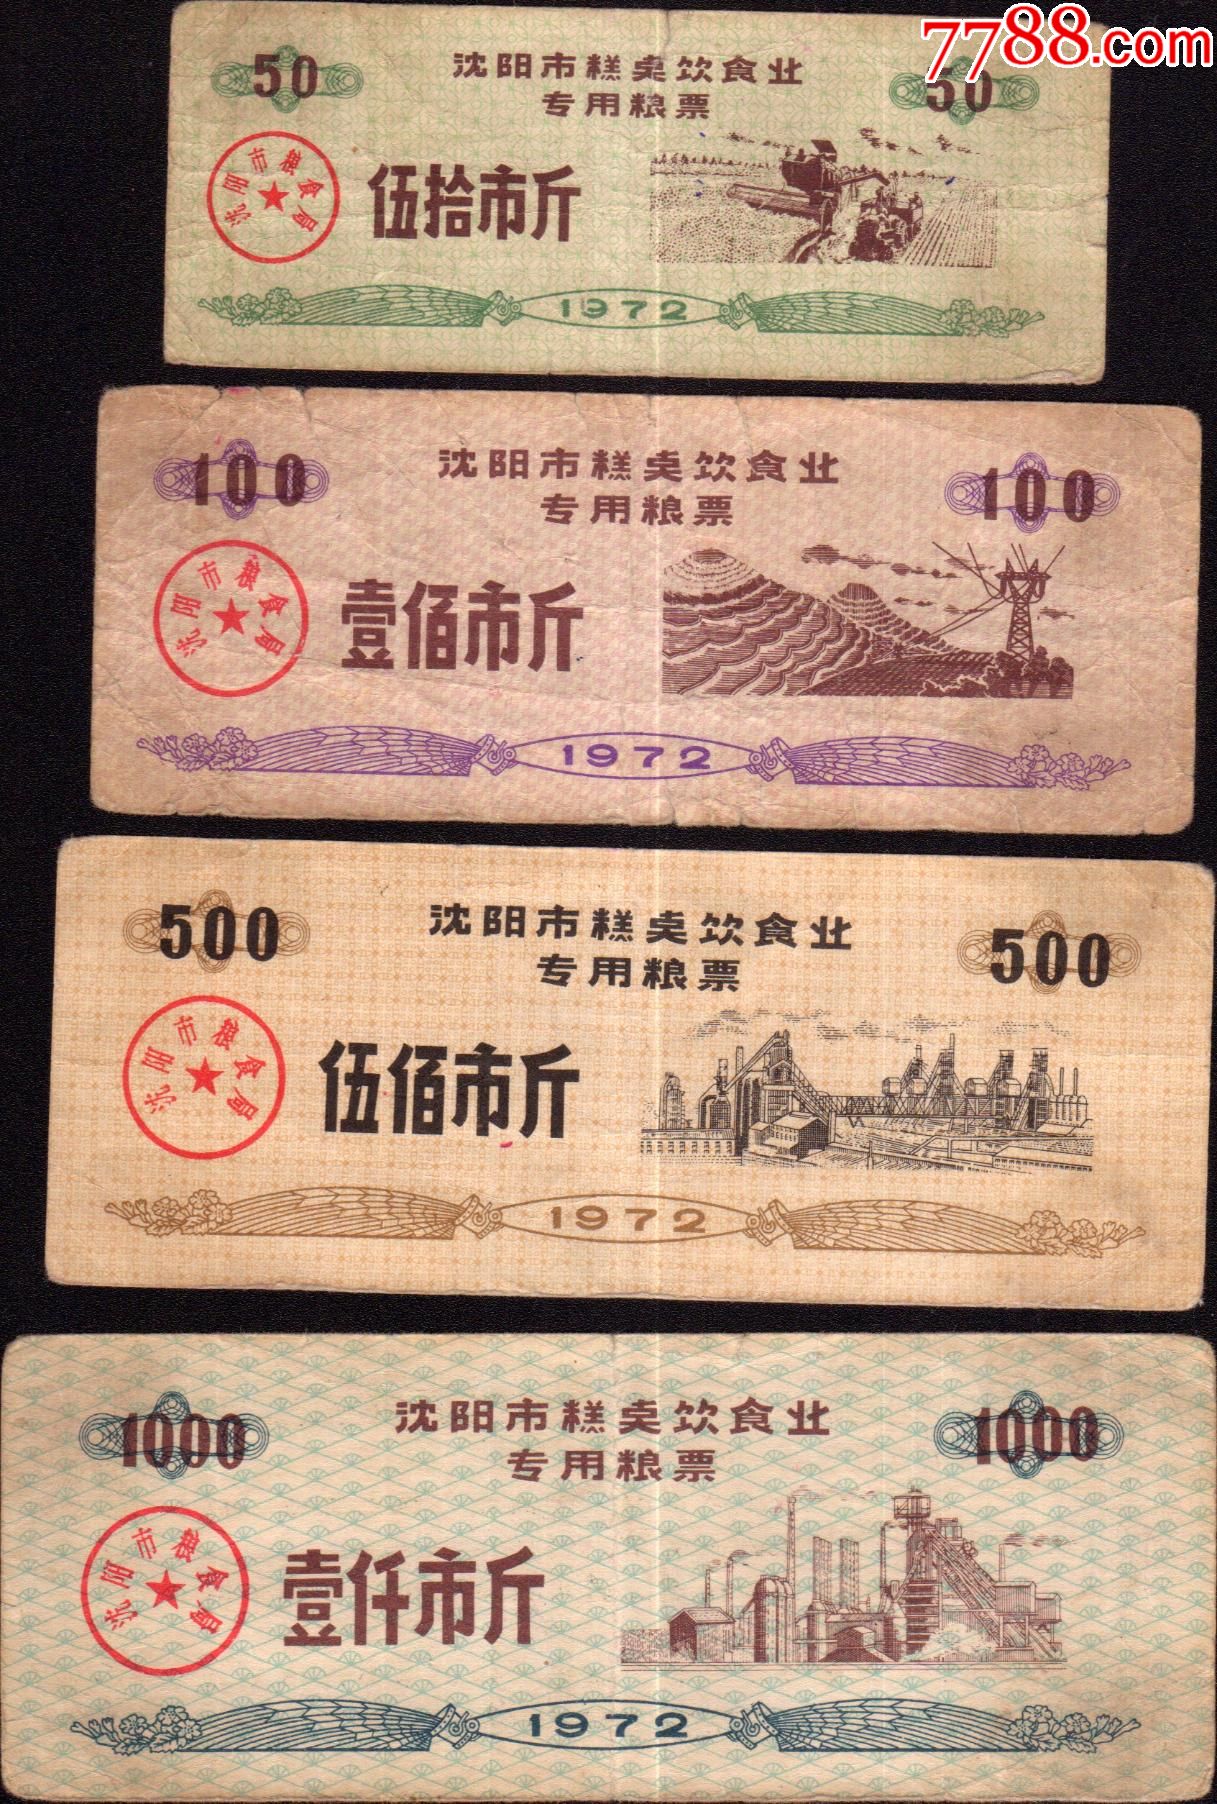 7788.com
50
沈阳市糕点饮食业
50
专用粮票
沈阳市粮食局
伍拾市斤
1972
100
沈阳市糕点饮食业
100
专用粮票
沈阳市粮食局
壹佰市斤
1972
500
沈阳市糕点饮食业
500
专用粮票
沈阳市粮食局
伍佰市斤
1972
1000
沈阳市糕点饮食业
1000
专用粮票
沈阳市粮食局
壹仟市斤
1972